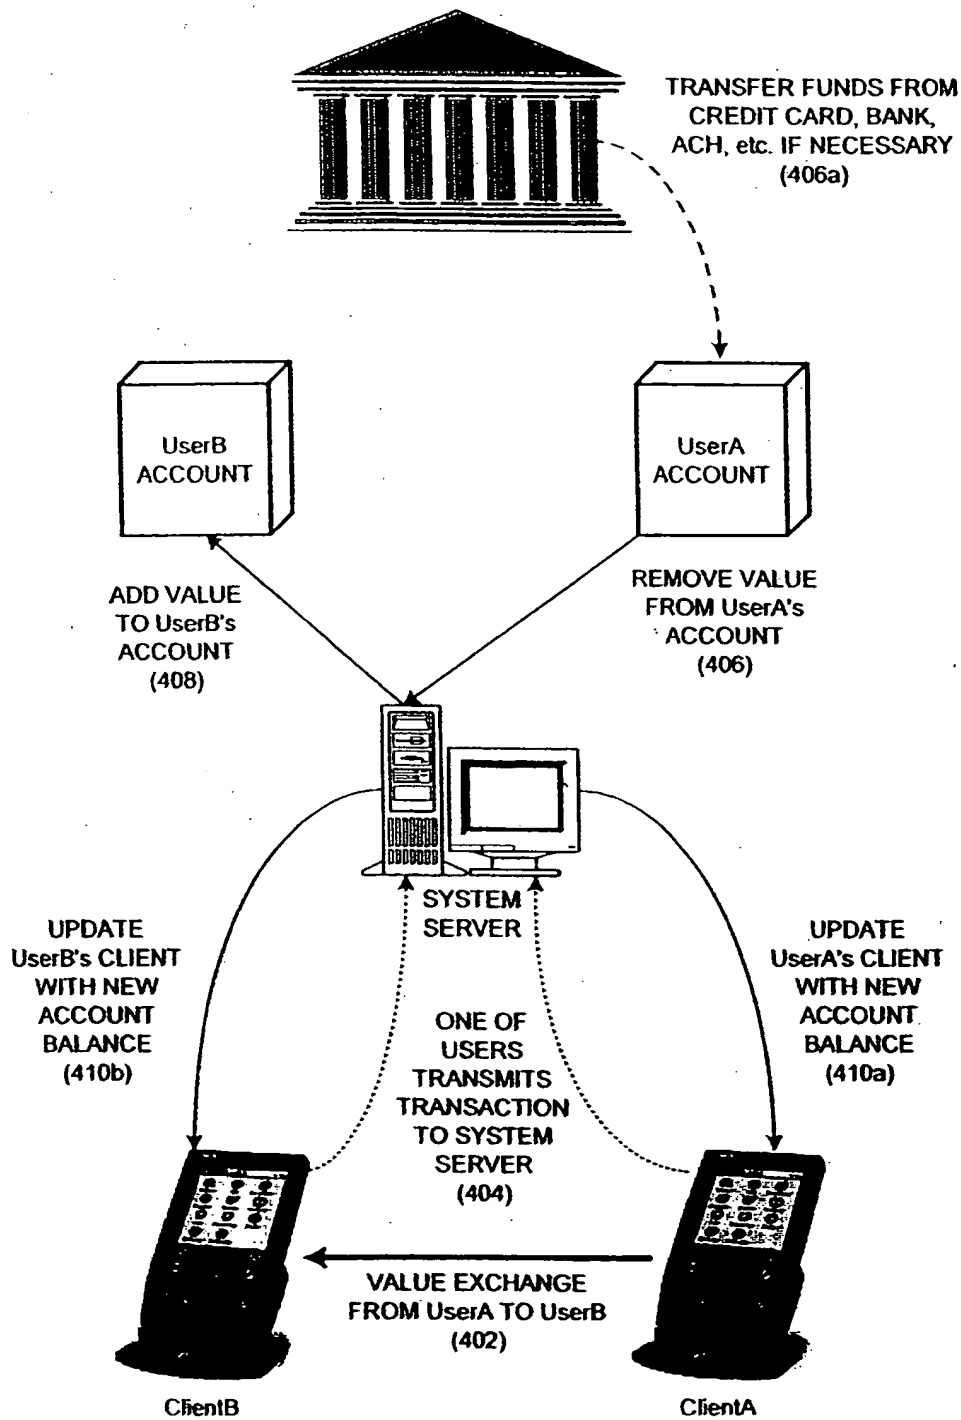 TRANSFER FUNDS FROM
CREDIT CARD, BANK,
ACH, etc. IF NECESSARY
(406a)
UserB
ACCOUNT
UserA
ACCOUNT
ADD VALUE
TO UserB's
ACCOUNT
(408)
REMOVE VALUE
FROM UserA's
ACCOUNT
(406)
SYSTEM
SERVER
UPDATE
UserB's CLIENT
WITH NEW
ACCOUNT
BALANCE
(410b)
ONE OF
USERS
TRANSMITS
TRANSACTION
TO SYSTEM
SERVER
(404)
UPDATE
UserA's CLIENT
WITH NEW
ACCOUNT
BALANCE
(410a)
VALUE EXCHANGE
FROM UserA TO UserB
(402)
ClientB
ClientA